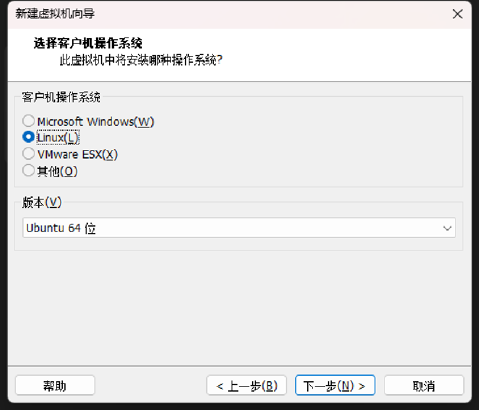 新建虚拟机向导
选择客户机操作系统
此虚拟机中将安装哪种操作系统?
客户机操作系统
Microsoft Windows(W)
Linux(L)
VMware ESX(X)
其他(O)
版本(V)
Ubuntu 64 位
帮助
< 上一步(B)
下一步(N) >
取消